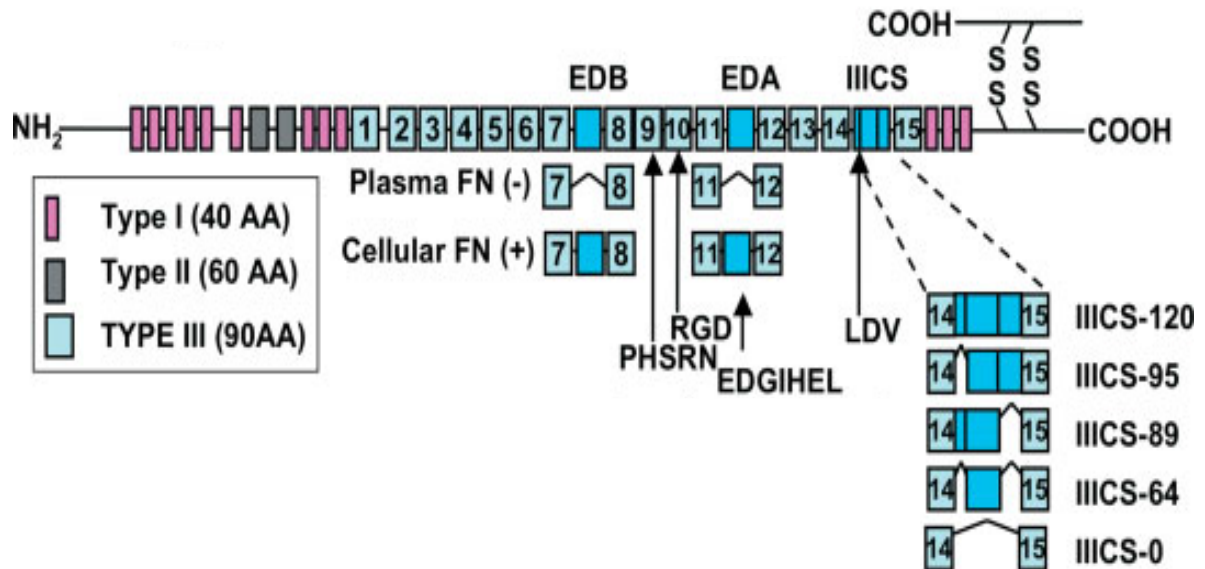 COOH
S S
S S
EDB EDA IIICS
NH2 1 2 3 4 5 6 7 8 9 10 11 12 13 14 15 COOH
Plasma FN (-) 7 8 11 12
Type I (40 AA)
Cellular FN (+) 7 8 11 12
Type II (60 AA)
TYPE III (90AA)
RGD LDV
PHSRN
EDGIHEL
14 15 IIICS-120
14 15 IIICS-95
14 15 IIICS-89
14 15 IIICS-64
14 15 IIICS-0